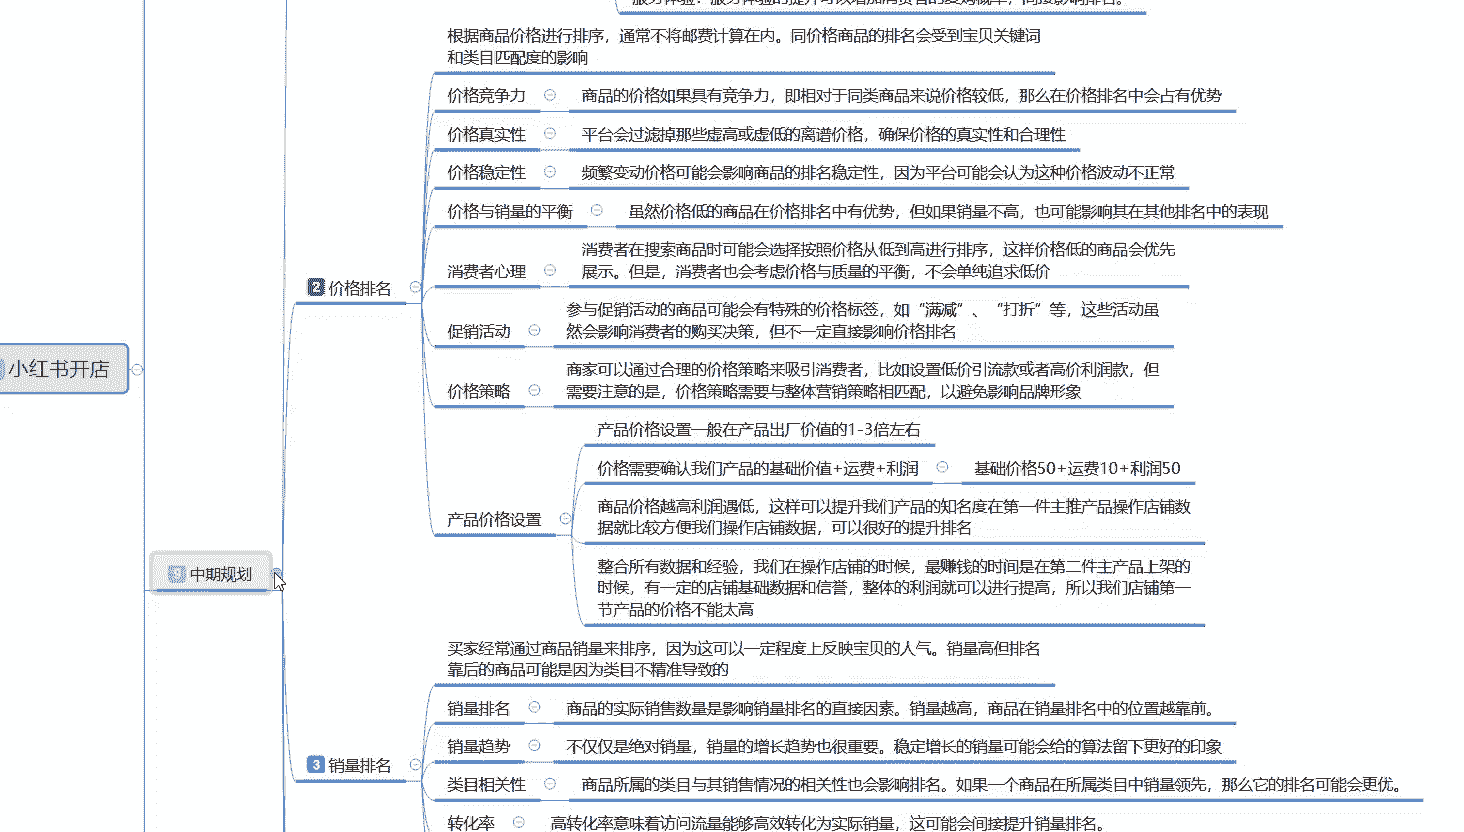 根据商品价格进行排序，通常不将邮费计算在内。同价格商品的排名会受到宝贝关键词
和类目匹配度的影响
价格竞争力
商品的价格如果具有竞争力，即相对于同类商品来说价格较低，那么在价格排名中会占有优势
价格真实性
平台会过滤掉那些虚高或虚低的离谱价格，确保价格的真实性和合理性
价格稳定性
频繁变动价格可能会影响商品的排名稳定性，因为平台可能会认为这种价格波动不正常
价格与销量的平衡
虽然价格低的商品在价格排名中有优势，但如果销量不高，也可能影响其在其他排名中的表现
消费者心理
消费者在搜索商品时可能会选择按照价格从低到高进行排序，这样价格低的商品会优先
展示。但是，消费者也会考虑价格与质量的平衡，不会单纯追求低价
2 价格排名
促销活动
参与促销活动的商品可能会有特殊的价格标签，如“满减”、 “打折”等，这些活动虽
然会影响消费者的购买决策，但不一定直接影响价格排名
小红书开店
价格策略
商家可以通过合理的价格策略来吸引消费者，比如设置低价引流款或者高价利润款，但
需要注意的是，价格策略需要与整体营销策略相匹配，以避免影响品牌形象
产品价格设置
产品价格设置一般在产品出厂价值的1-3倍左右
价格需要确认我们产品的基础价值+运费+利润
基础价格50+运费10+利润50
商品价格越高利润遇低，这样可以提升我们产品的知名度在第一件主推产品操作店铺数
据就比较方便我们操作店铺数据，可以很好的提升排名
整合所有数据和经验，我们在操作店铺的时候，最赚钱的时间是在第二件主产品上架的
时候，有一定的店铺基础数据和信誉，整体的利润就可以进行提高，所以我们店铺第一
节产品的价格不能太高
中期规划
买家经常通过商品销量来排序，因为这可以一定程度上反映宝贝的人气。销量高但排名
靠后的商品可能是因为类目不精准导致的
销量排名
商品的实际销售数量是影响销量排名的直接因素。销量越高，商品在销量排名中的位置越靠前。
销量趋势
不仅仅是绝对销量，销量的增长趋势也很重要。稳定增长的销量可能会给的算法留下更好的印象
3 销量排名
类目相关性
商品所属的类目与其销售情况的相关性也会影响排名。如果一个商品在所属类目中销量领先，那么它的排名可能会更优。
转化率
高转化率意味着访问流量能够高效转化为实际销量，这可能会间接提升销量排名。